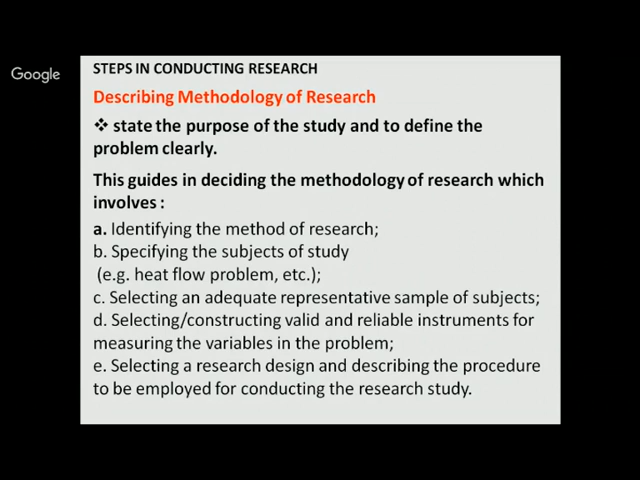 Google
STEPS IN CONDUCTING RESEARCH
Describing Methodology of Research
❖ state the purpose of the study and to define the
problem clearly.
This guides in deciding the methodology of research which
involves :
a. Identifying the method of research;
b. Specifying the subjects of study
(e.g. heat flow problem, etc.);
c. Selecting an adequate representative sample of subjects;
d. Selecting/constructing valid and reliable instruments for
measuring the variables in the problem;
e. Selecting a research design and describing the procedure
to be employed for conducting the research study.